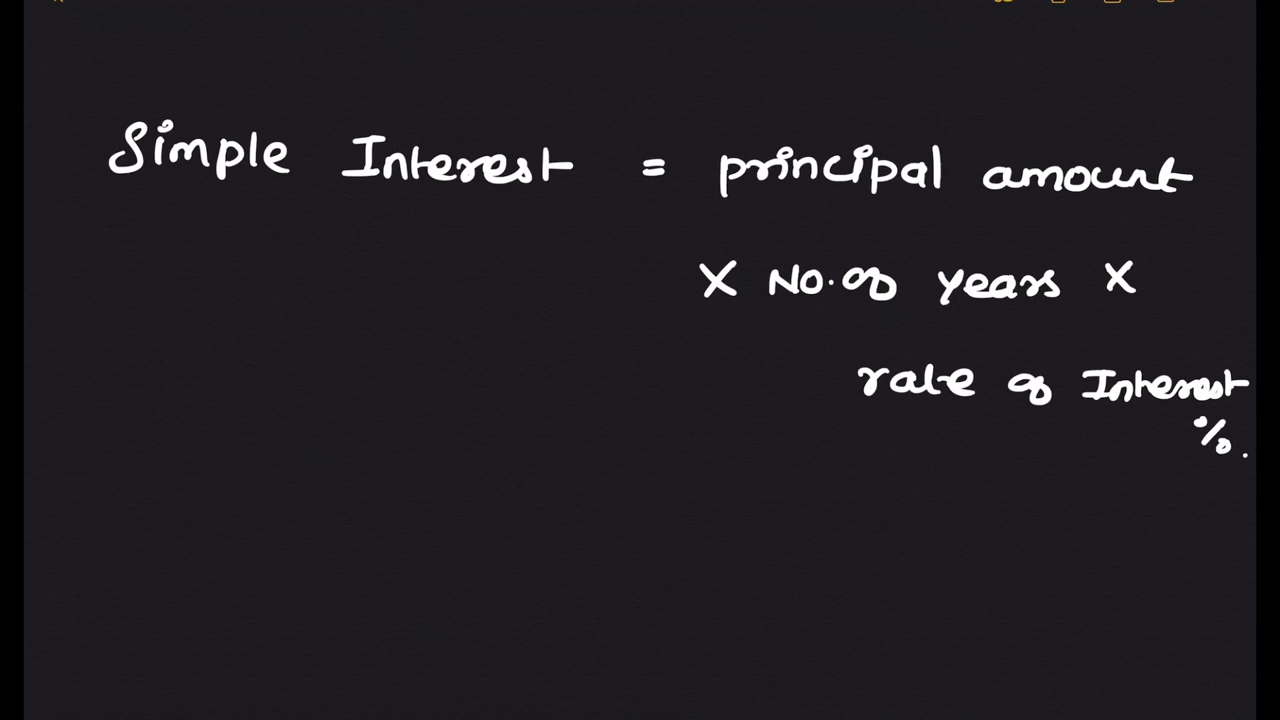 Simple Interest = principal amount
X No. of years X
rate of Interest
%.